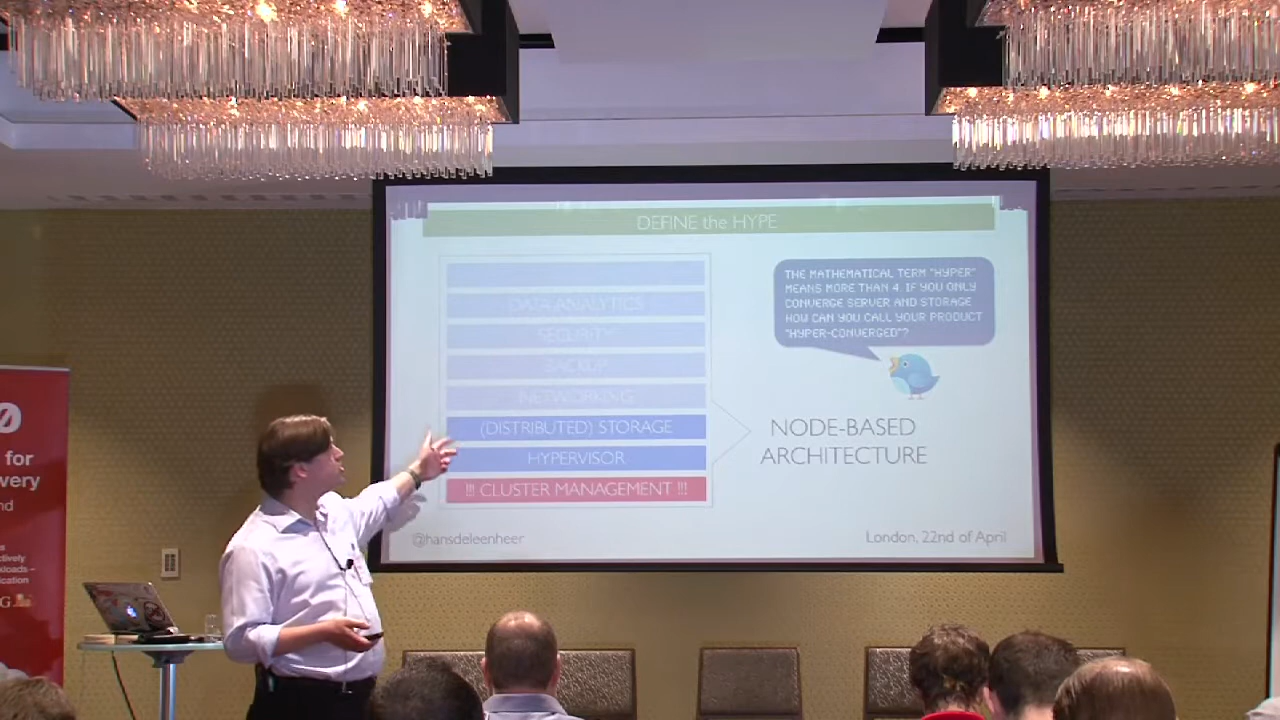 DEFINE the HYPE
DATA ANALYTICS
SECURITY
BACKUP
NETWORKING
(DISTRIBUTED) STORAGE
HYPERVISOR
!!! CLUSTER MANAGEMENT !!!
THE MATHEMATICAL TERM "HYPER"
MEANS MORE THAN 4. IF YOU ONLY
CONVERGE SERVER AND STORAGE
HOW CAN YOU CALL YOUR PRODUCT
"HYPER-CONVERGED"?
NODE-BASED
ARCHITECTURE
@hansdeleenheer
London, 22nd of April
for